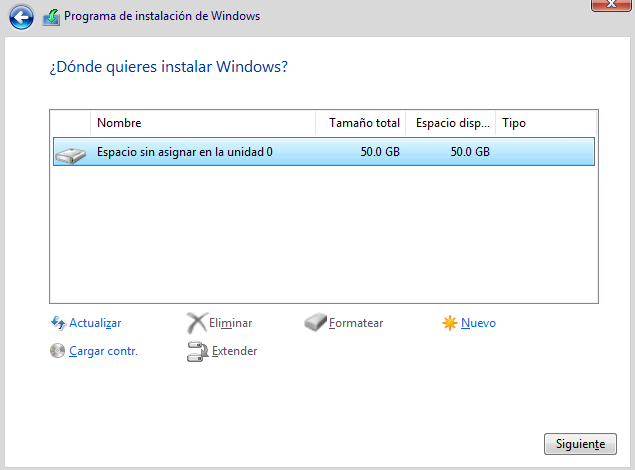 Programa de instalación de Windows
¿Dónde quieres instalar Windows?
Nombre Tamaño total Espacio disp... Tipo
Espacio sin asignar en la unidad 0 50.0 GB 50.0 GB
Actualizar Eliminar Formatear Nuevo
Cargar contr. Extender
Siguiente